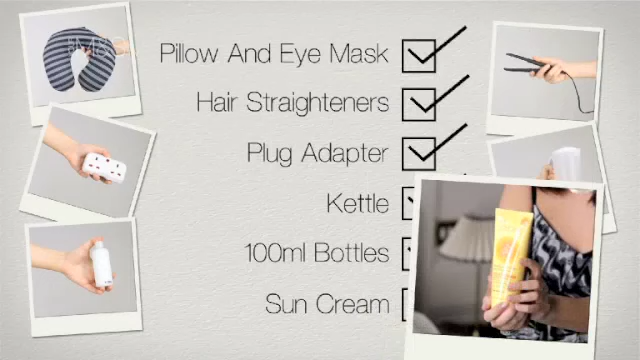 Pillow And Eye Mask
Hair Straighteners
Plug Adapter
Kettle
100ml Bottles
Sun Cream